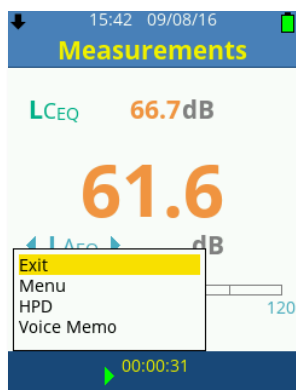 15:42 09/08/16
Measurements
LCEQ 66.7dB
61.6
LAEQ dB
Exit
Menu
HPD
Voice Memo
120
00:00:31